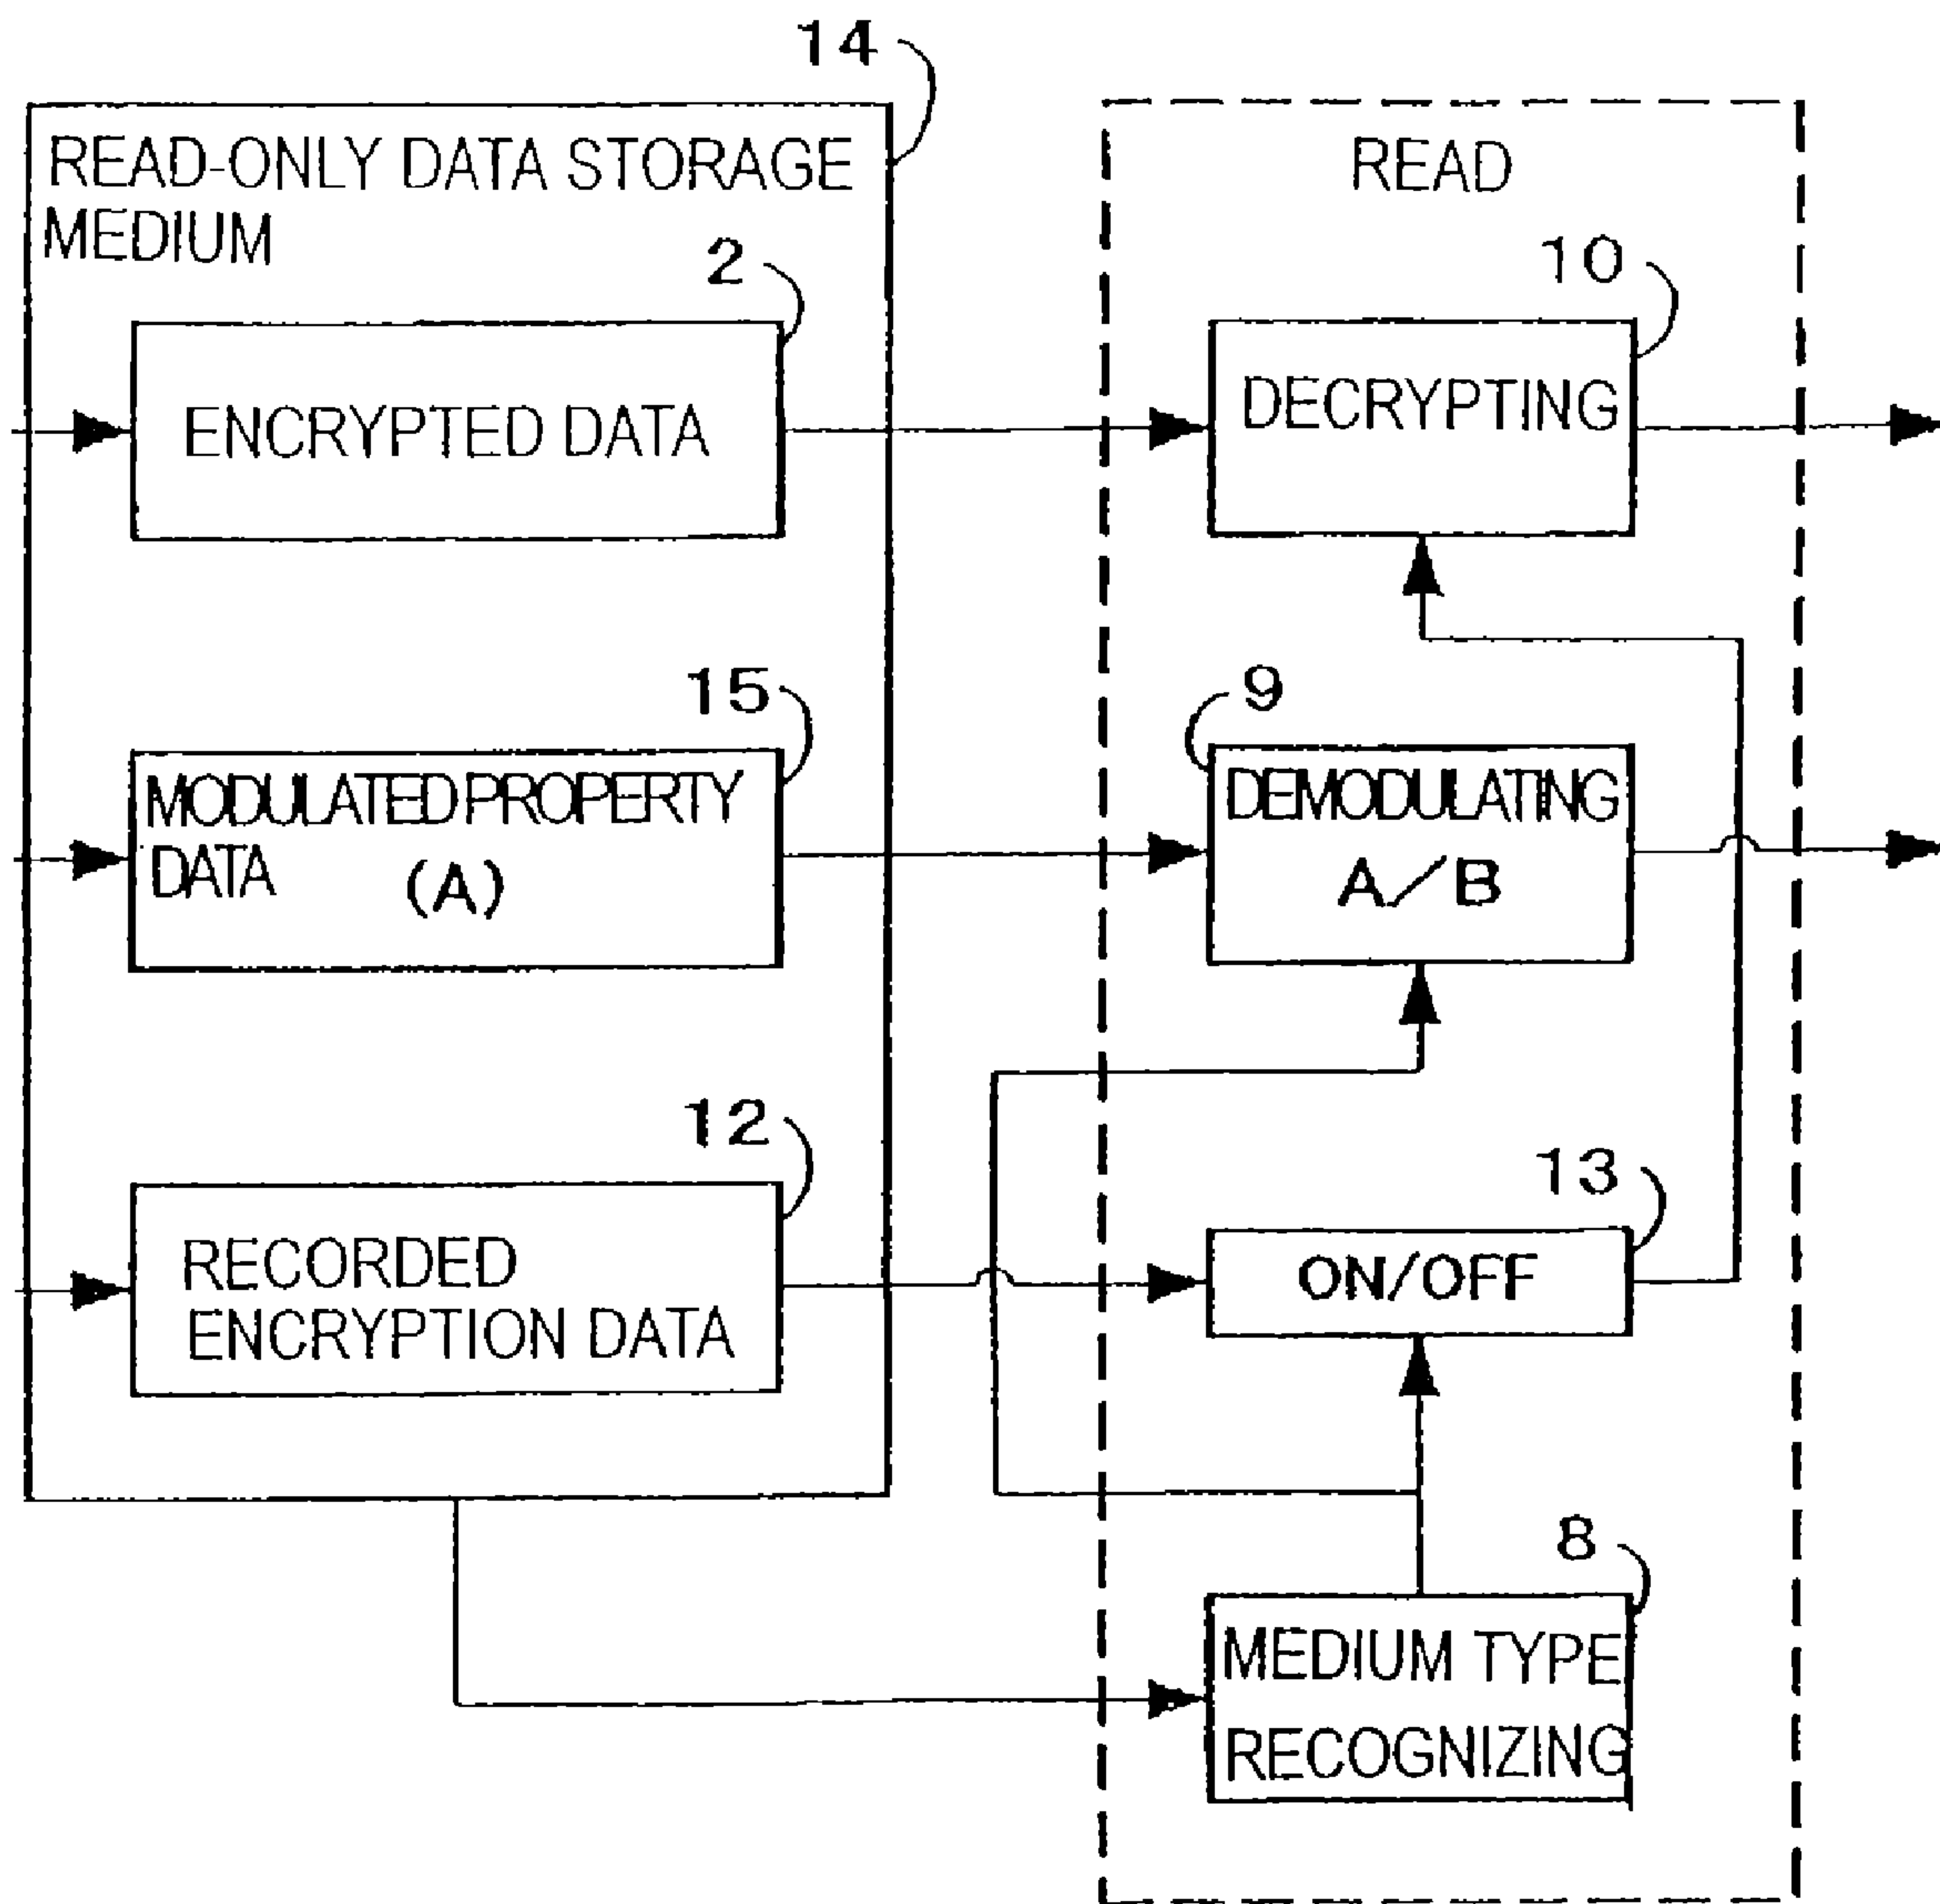 14
READ-ONLY DATA STORAGE
MEDIUM
2
ENCRYPTED DATA
15
MODULATED PROPERTY
DATA (A)
12
RECORDED
ENCRYPTION DATA
READ
10
DECRYPTING
9
DEMODULATING
A/B
13
ON/OFF
8
MEDIUM TYPE
RECOGNIZING